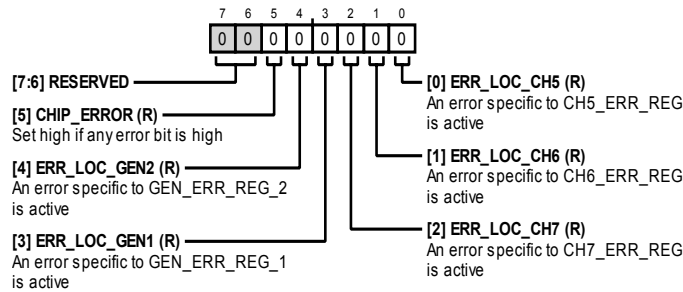 7 6 5 4 3 2 1 0
0 0 0 0 0 0 0 0
[7:6] RESERVED
[5] CHIP_ERROR (R)
Set high if any error bit is high
[4] ERR_LOC_GEN2 (R)
An error specific to GEN_ERR_REG_2
is active
[3] ERR_LOC_GEN1 (R)
An error specific to GEN_ERR_REG_1
is active
[0] ERR_LOC_CH5 (R)
An error specific to CH5_ERR_REG
is active
[1] ERR_LOC_CH6 (R)
An error specific to CH6_ERR_REG
is active
[2] ERR_LOC_CH7 (R)
An error specific to CH7_ERR_REG
is active